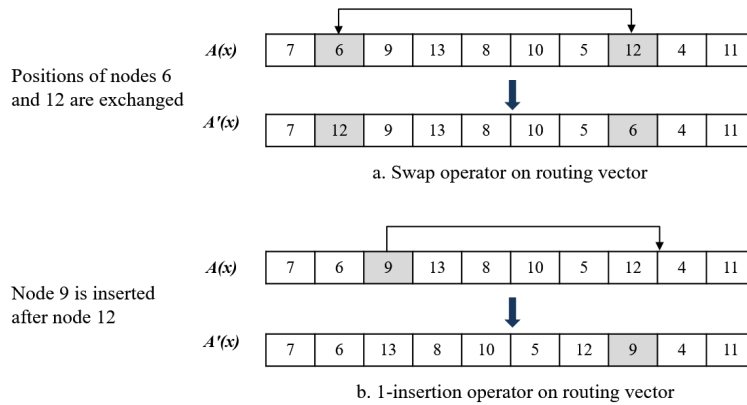 A(x) 7 6 9 13 8 10 5 12 4 11
Positions of nodes 6
and 12 are exchanged
A'(x) 7 12 9 13 8 10 5 6 4 11
a. Swap operator on routing vector
A(x) 7 6 9 13 8 10 5 12 4 11
Node 9 is inserted
after node 12
A'(x) 7 6 13 8 10 5 12 9 4 11
b. 1-insertion operator on routing vector